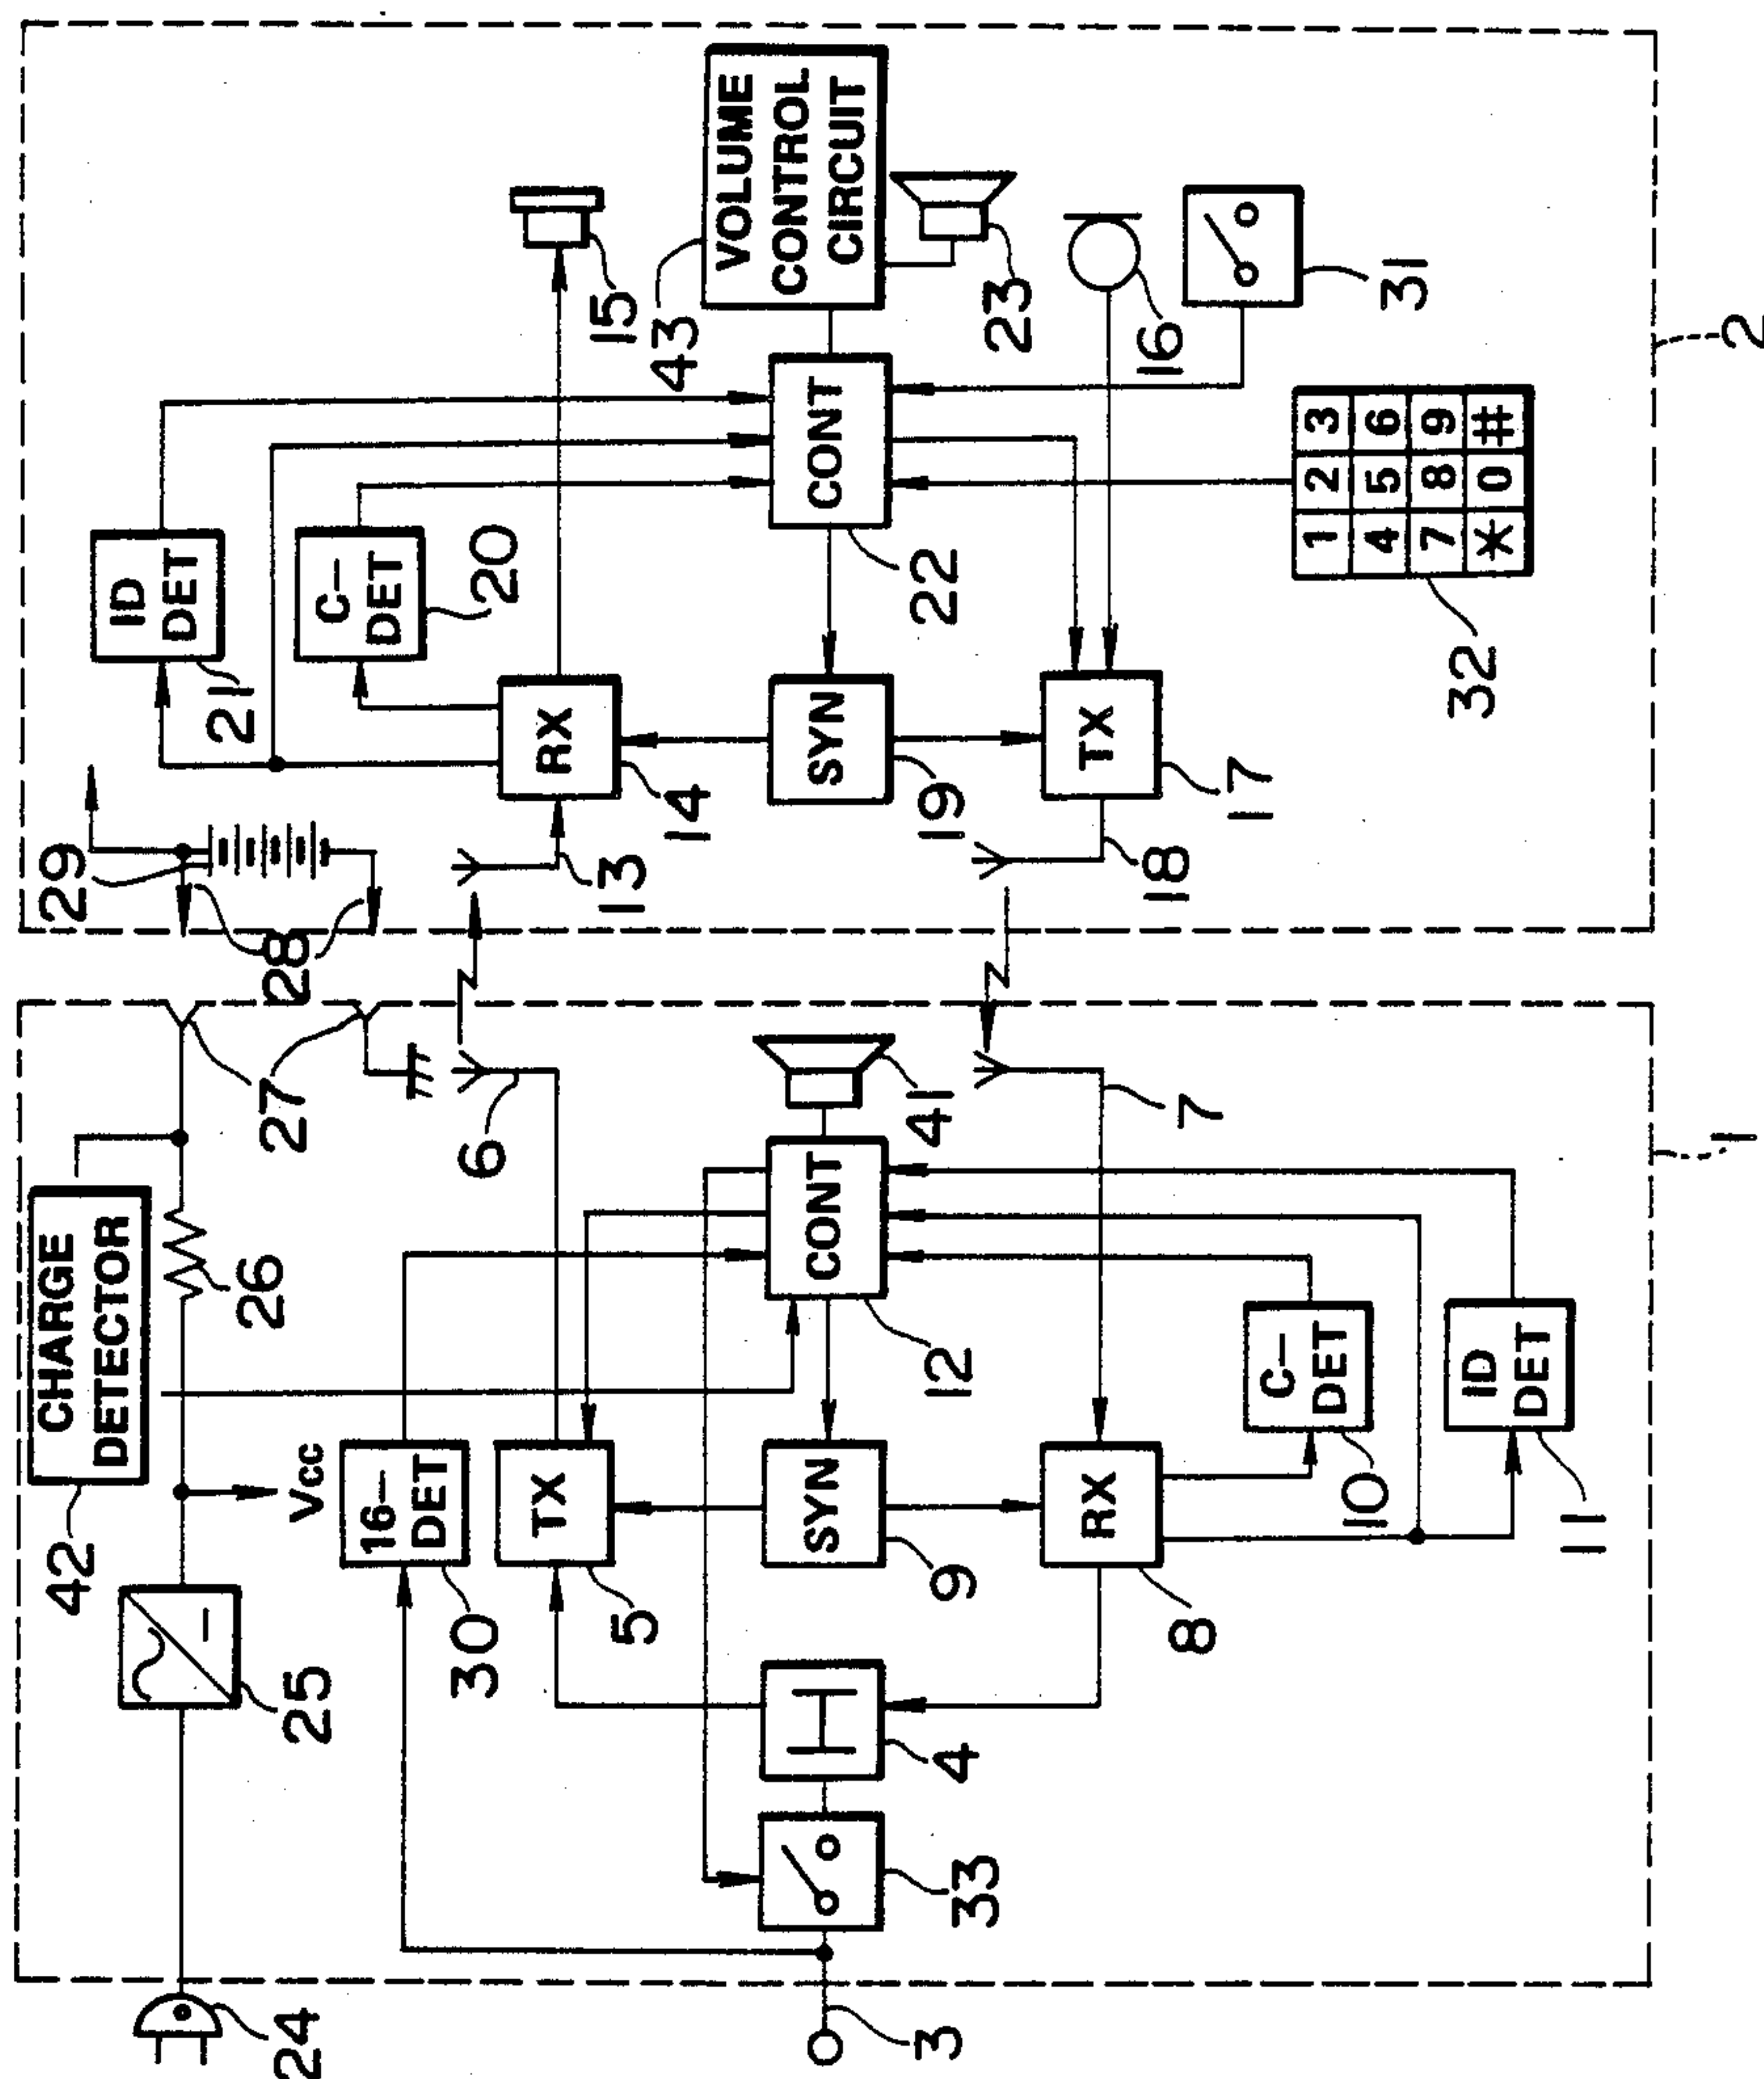 24
25
42
CHARGE
DETECTOR
Vcc
26
27
28
29
16–
DET
30
TX
5
6
3
33
4
SYN
9
CONT
12
41
RX
8
7
C–
DET
10
ID
DET
11
1
ID
DET
21
C–
DET
20
RX
14
13
15
43
VOLUME
CONTROL
CIRCUIT
23
CONT
22
SYN
19
TX
17
18
16
31
1 2 3
4 5 6
7 8 9
* 0 #
32
2